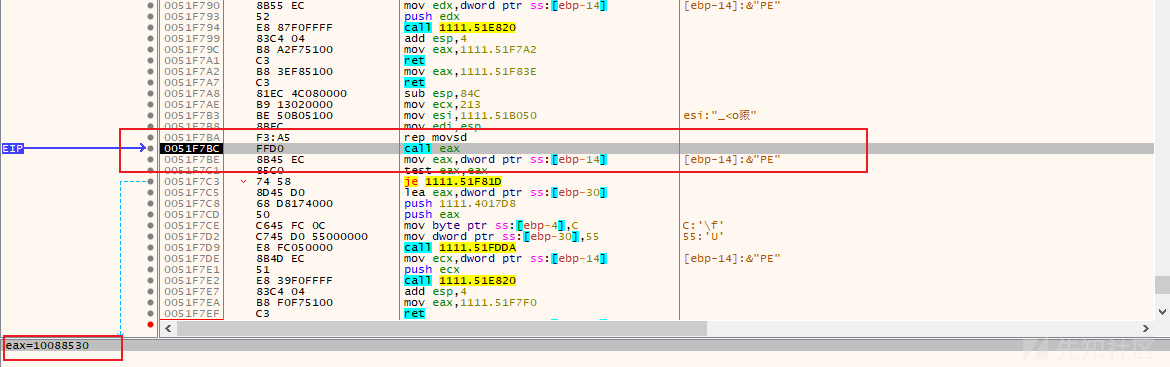 0051F790 8B55 EC mov edx,dword ptr ss:[ebp-14] [ebp-14]:&"PE"
0051F793 52 push edx
0051F794 E8 87F0FFFF call 1111.51E820
0051F799 83C4 04 add esp,4
0051F79C B8 A2F75100 mov eax,1111.51F7A2
0051F7A1 C3 ret
0051F7A2 B8 3EF85100 mov eax,1111.51F83E
0051F7A7 C3 ret
0051F7A8 81EC 4C080000 sub esp,84C
0051F7AE B9 13020000 mov ecx,213
0051F7B3 BE 50B05100 mov esi,1111.51B050
0051F7B8 8BFC mov edi,esp
0051F7BA F3:A5 rep movsd
EIP 0051F7BC FFD0 call eax
0051F7BE 8B45 EC mov eax,dword ptr ss:[ebp-14] [ebp-14]:&"PE"
0051F7C1 85C0 test eax,eax
0051F7C3 74 58 je 1111.51F81D
0051F7C5 8D45 D0 lea eax,dword ptr ss:[ebp-30]
0051F7C8 68 D8174000 push 1111.4017D8
0051F7CD 50 push eax
0051F7CE C645 FC 0C mov byte ptr ss:[ebp-4],C C:'\f'
0051F7D2 C745 D0 55000000 mov dword ptr ss:[ebp-30],55 55:'U'
0051F7D9 E8 FC050000 call 1111.51FDDA
0051F7DE 8B4D EC mov ecx,dword ptr ss:[ebp-14] [ebp-14]:&"PE"
0051F7E1 51 push ecx
0051F7E2 E8 39F0FFFF call 1111.51E820
0051F7E7 83C4 04 add esp,4
0051F7EA B8 F0F75100 mov eax,1111.51F7F0
0051F7EF C3 ret
eax=10088530
先知社区